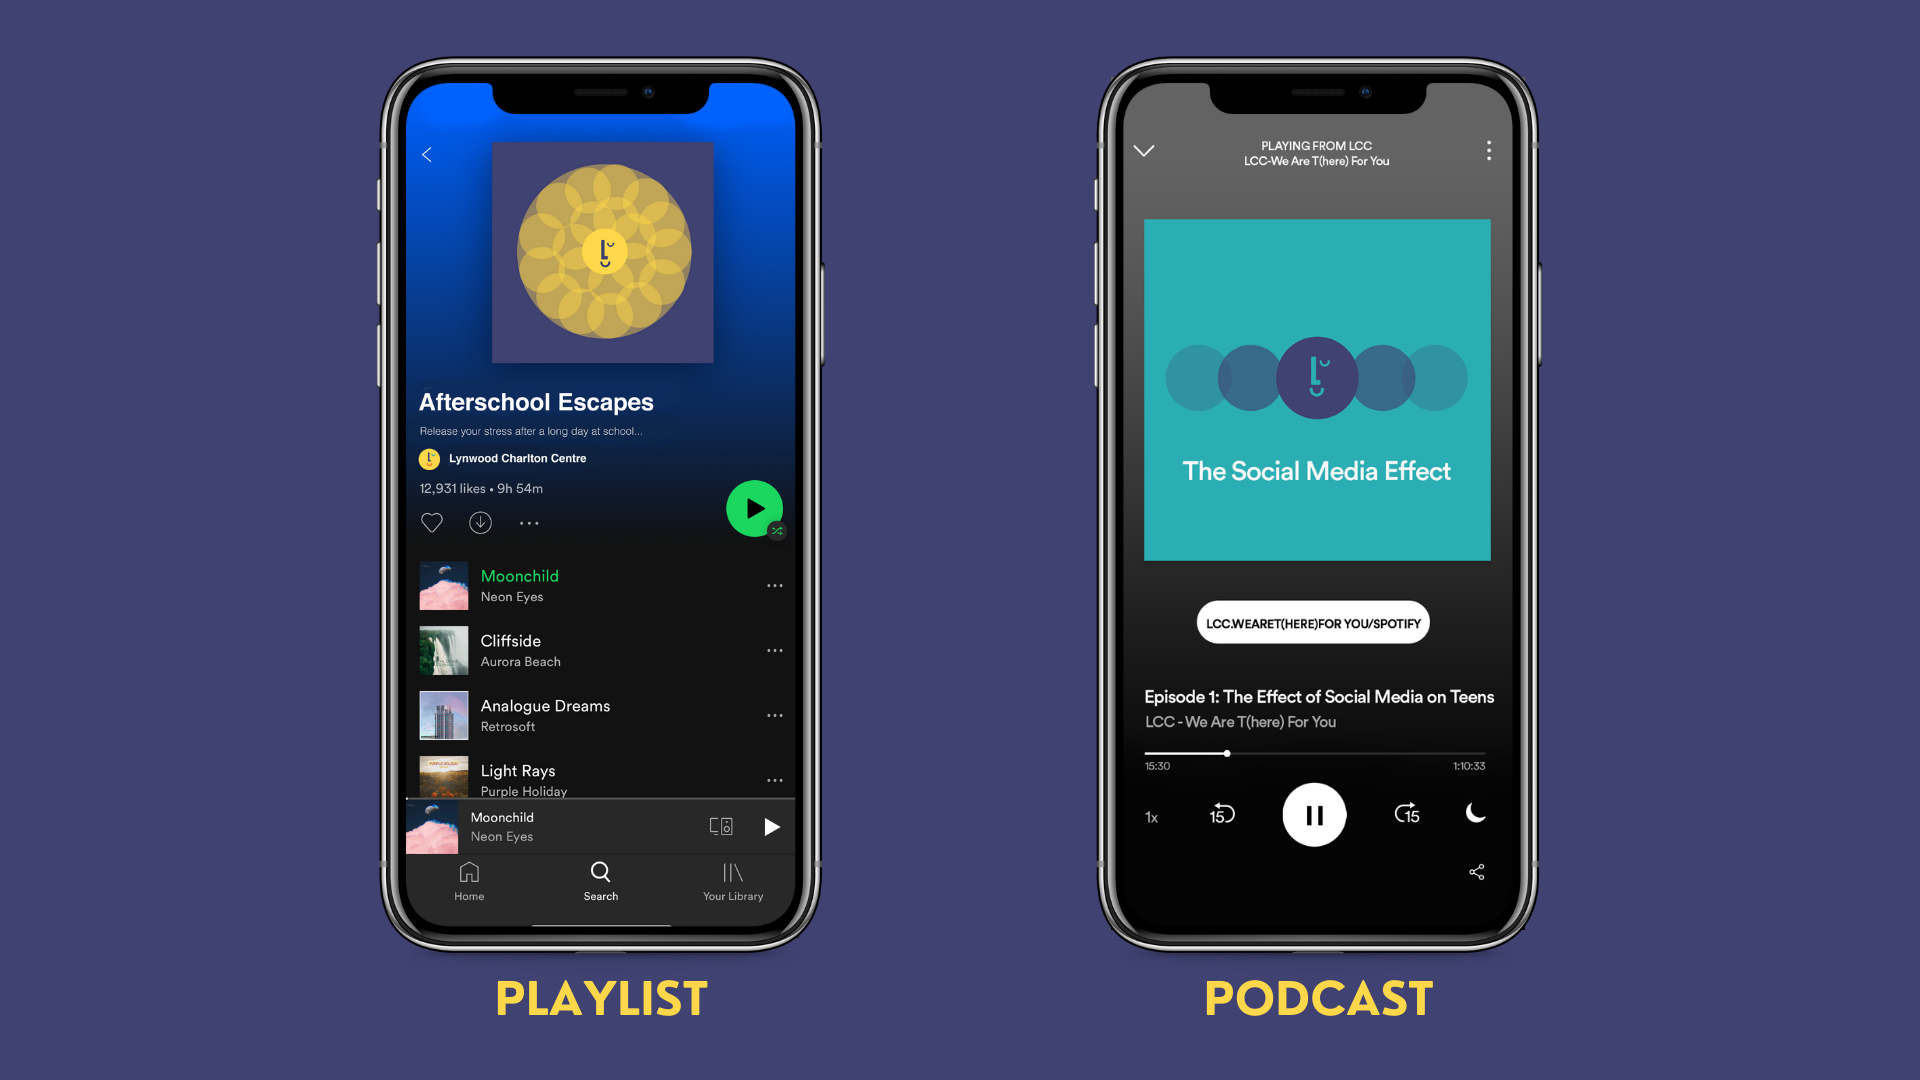 Afterschool Escapes
Release your stress after a long day at school...
Lynwood Charlton Centre
12,931 likes • 9h 54m
Moonchild
Neon Eyes
Cliffside
Aurora Beach
Analogue Dreams
Retrosoft
PURPLE HOLIDAY
Light Rays
Purple Holiday
Moonchild
Neon Eyes
Home
Search
Your Library
PLAYLIST
PLAYING FROM LCC
LCC-We Are T(here) For You
The Social Media Effect
LCC.WEARET(HERE)FOR YOU/SPOTIFY
Episode 1: The Effect of Social Media on Teens
LCC - We Are T(here) For You
15:30
1:10:33
1x
15
15
PODCAST